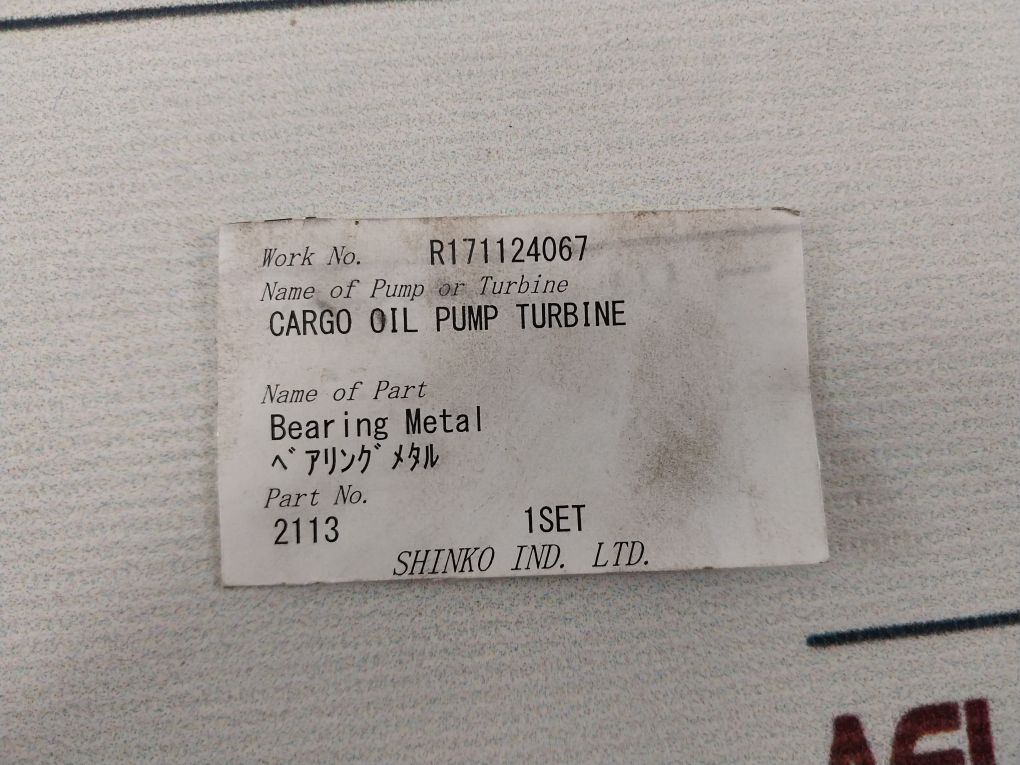 Work No. R171124067
Name of Pump or Turbine
CARGO OIL PUMP TURBINE
Name of Part
Bearing Metal
ﾍﾞｱﾘﾝｸﾞﾒﾀﾙ
Part No.
2113 1SET
SHINKO IND. LTD.